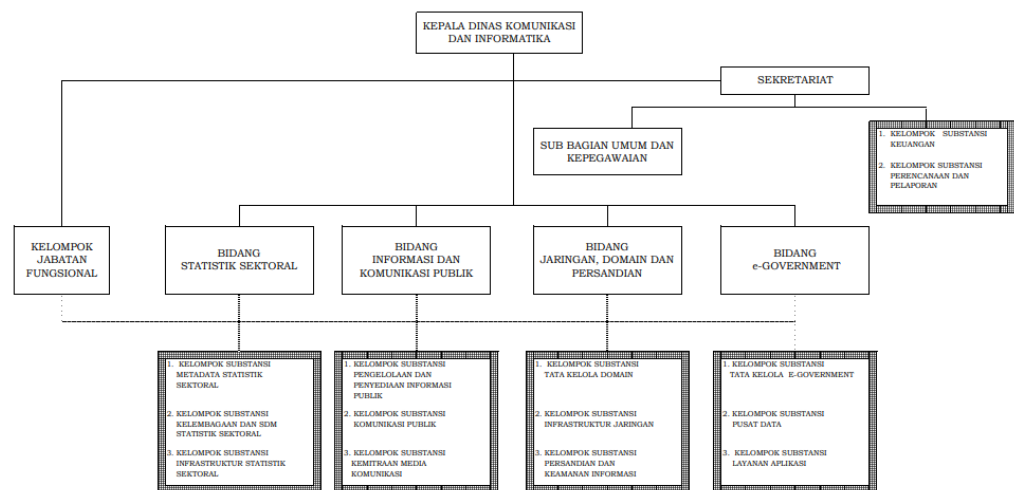 KEPALA DINAS KOMUNIKASI
DAN INFORMATIKA
SEKRETARIAT
SUB BAGIAN UMUM DAN
KEPEGAWAIAN
1. KELOMPOK SUBSTANSI
KEUANGAN
2. KELOMPOK SUBSTANSI
PERENCANAAN DAN
PELAPORAN
KELOMPOK
JABATAN
FUNGSIONAL
BIDANG
STATISTIK SEKTORAL
BIDANG
INFORMASI DAN
KOMUNIKASI PUBLIK
BIDANG
JARINGAN, DOMAIN DAN
PERSANDIAN
BIDANG
e-GOVERNMENT
1. KELOMPOK SUBSTANSI
METADATA STATISTIK
SEKTORAL
2. KELOMPOK SUBSTANSI
KELEMBAGAAN DAN SDM
STATISTIK SEKTORAL
3. KELOMPOK SUBSTANSI
INFRASTRUKTUR STATISTIK
SEKTORAL
1. KELOMPOK SUBSTANSI
PENGELOLAAN DAN
PENYEDIAAN INFORMASI
PUBLIK
2. KELOMPOK SUBSTANSI
KOMUNIKASI PUBLIK
3. KELOMPOK SUBSTANSI
KEMITRAAN MEDIA
KOMUNIKASI
1. KELOMPOK SUBSTANSI
TATA KELOLA DOMAIN
2. KELOMPOK SUBSTANSI
INFRASTRUKTUR JARINGAN
3. KELOMPOK SUBSTANSI
PERSANDIAN DAN
KEAMANAN INFORMASI
1. KELOMPOK SUBSTANSI
TATA KELOLA E-GOVERNMENT
2. KELOMPOK SUBSTANSI
PUSAT DATA
3. KELOMPOK SUBSTANSI
LAYANAN APLIKASI